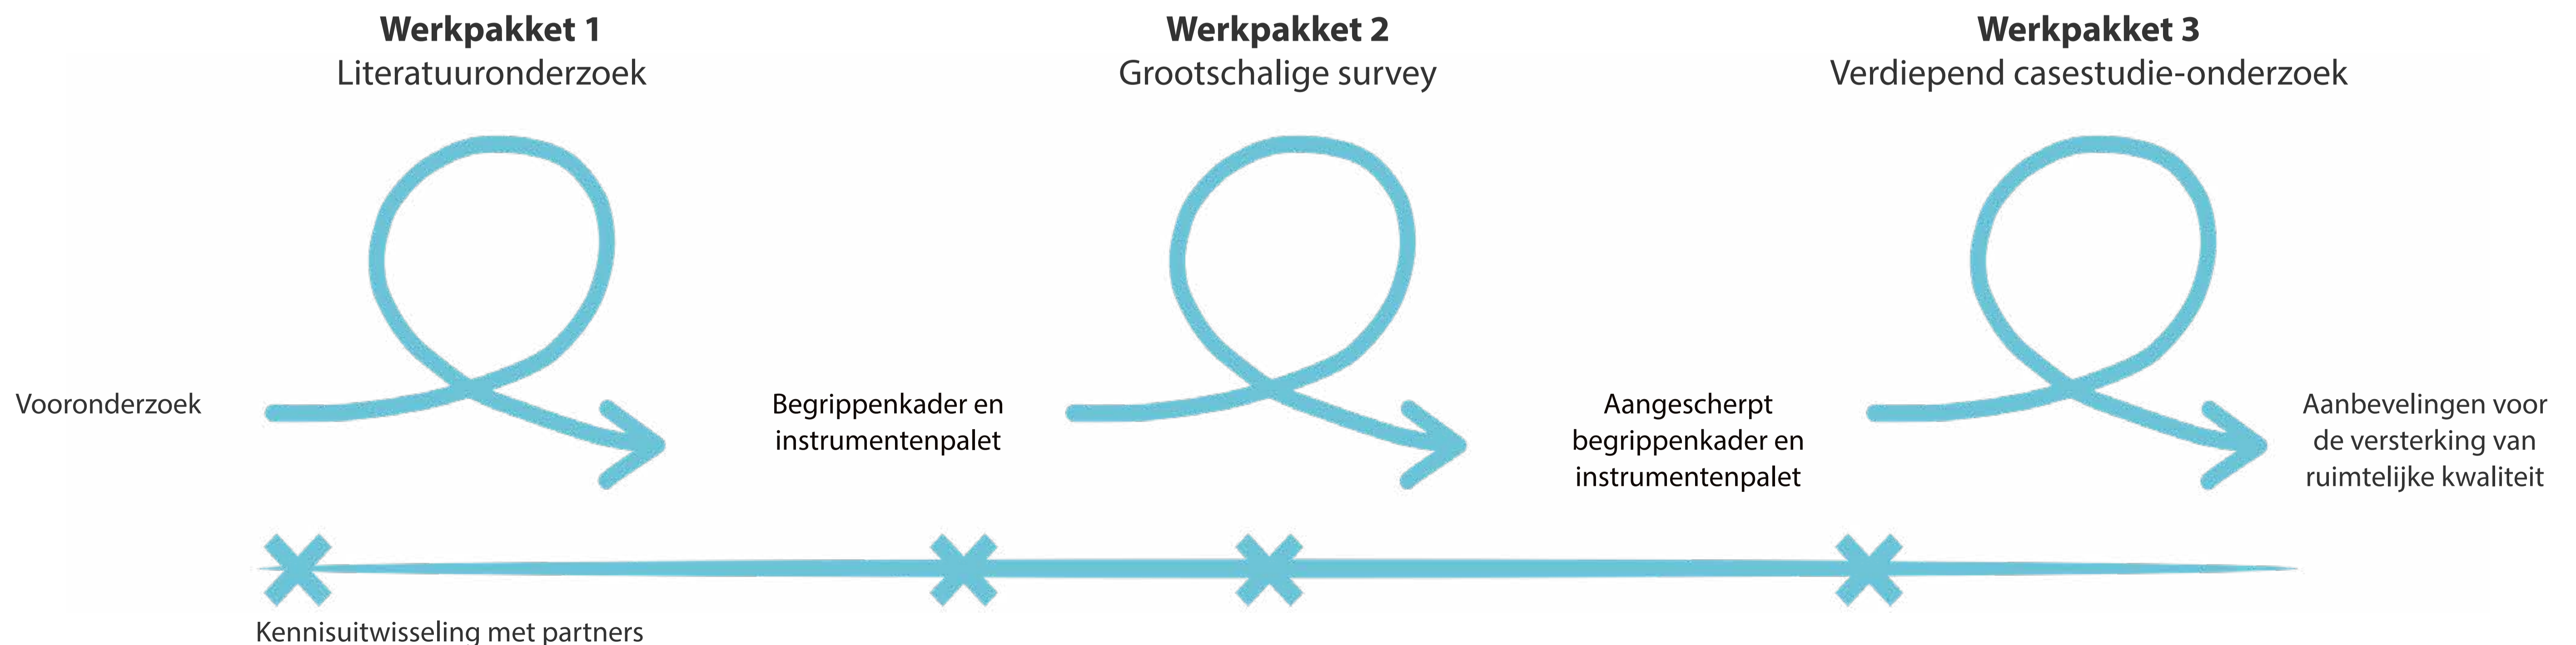 Werkpakket 1
Literatuuronderzoek
Werkpakket 2
Grootschalige survey
Werkpakket 3
Verdiepend casestudie-onderzoek
Vooronderzoek
Begrippenkader en
instrumentenpalet
Aangescherpt
begrippenkader en
instrumentenpalet
Aanbevelingen voor
de versterking van
ruimtelijke kwaliteit
Kennisuitwisseling met partners